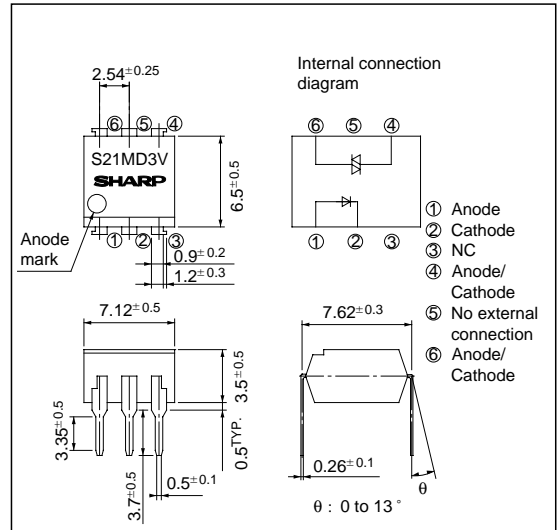 Internal connection
diagram
2.54±0.25
⑥ ⑤ ④
S21MD3V
SHARP
6.5±0.5
Anode
mark
① ② ③
0.9±0.2
1.2±0.3
⑥ ⑤ ④
① ② ③
① Anode
② Cathode
③ NC
④ Anode/
Cathode
⑤ No external
connection
⑥ Anode/
Cathode
7.12±0.5
3.5±0.5
0.5TYP.
3.35±0.5
3.7±0.5
0.5±0.1
7.62±0.3
0.26±0.1
θ
θ : 0 to 13 °